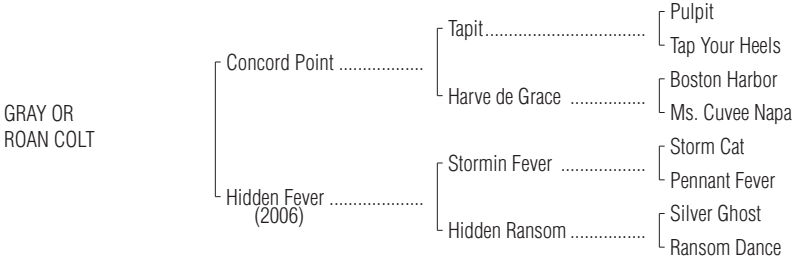 Pulpit
Tapit................................
Tap Your Heels
Concord Point .................
Boston Harbor
Harve de Grace ...............
Ms. Cuvee Napa
GRAY OR
ROAN COLT
Storm Cat
Stormin Fever .................
Pennant Fever
Hidden Fever ...................
(2006)
Silver Ghost
Hidden Ransom ...............
Ransom Dance